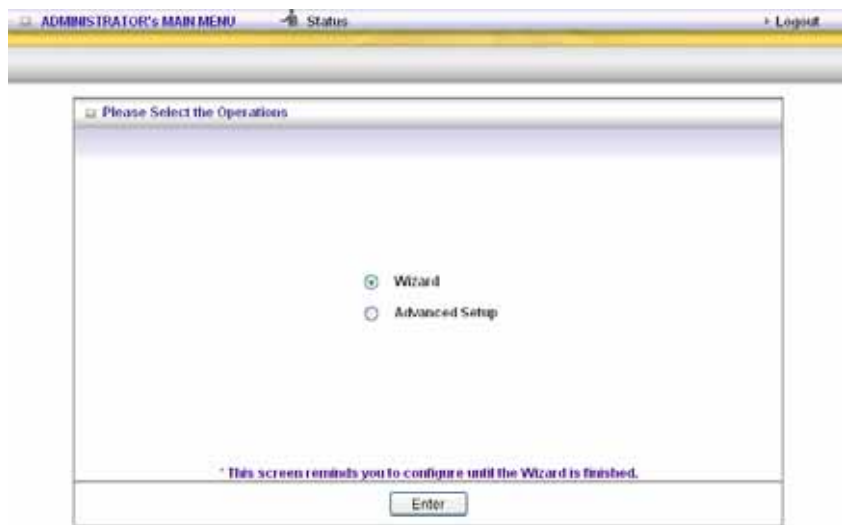 ADMINISTRATOR's MAIN MENU Status Logout
Please Select the Operations
Wizard
Advanced Setup
* This screen reminds you to configure until the Wizard is finished.
Enter